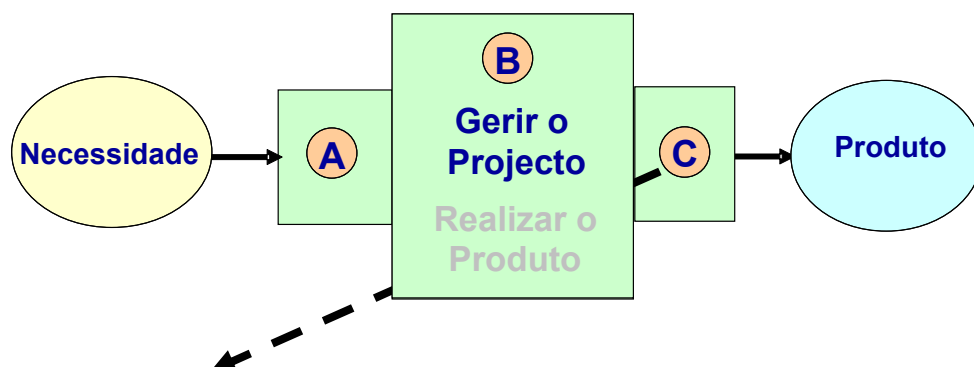 B
Gerir o
Projecto
Necessidade
A
C
Produto
Realizar o
Produto